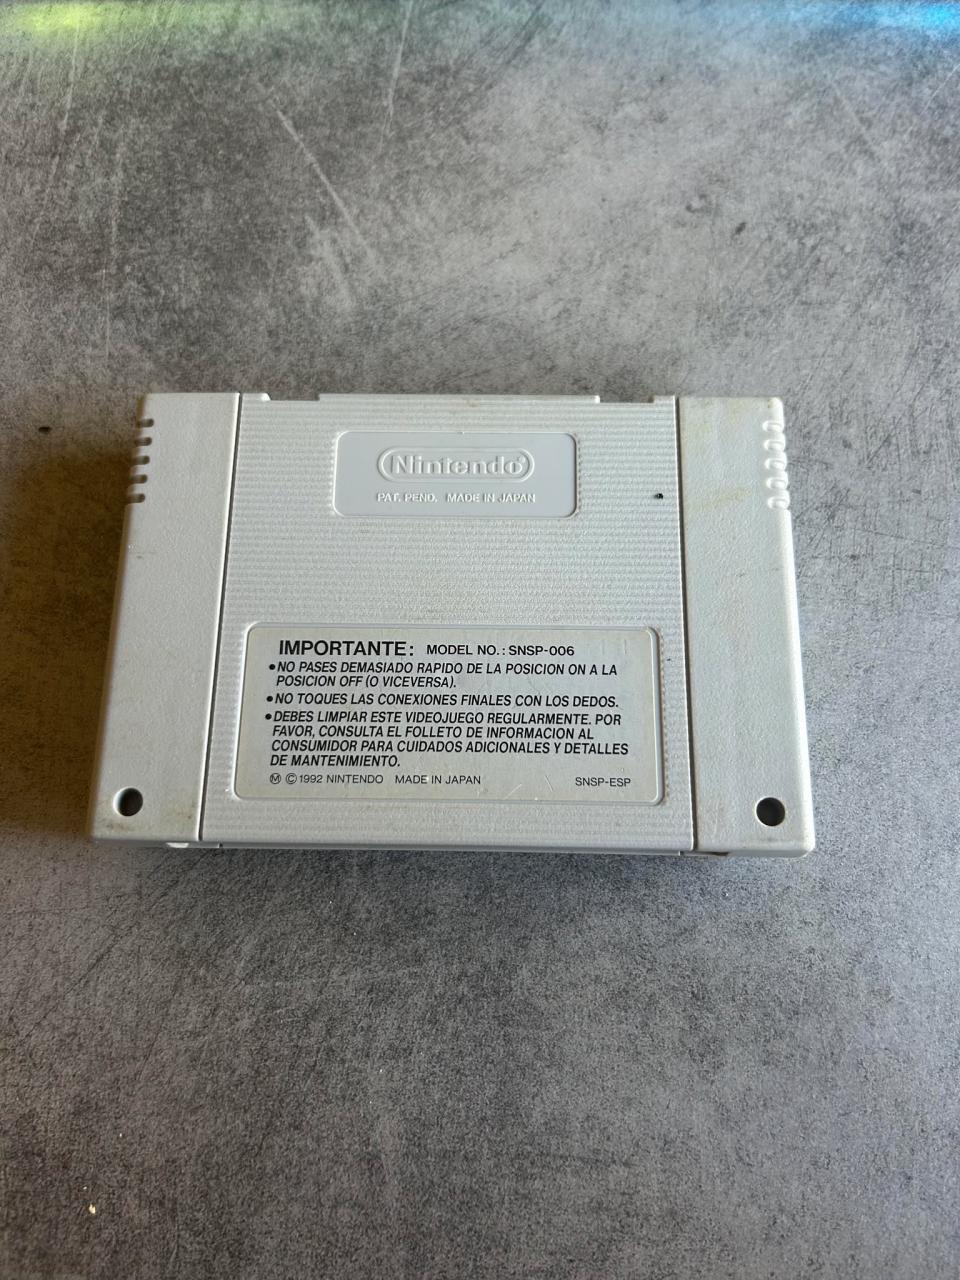 Nintendo®
PAT. PEND. MADE IN JAPAN
IMPORTANTE: MODEL NO.: SNSP-006
●NO PASES DEMASIADO RAPIDO DE LA POSICION ON A LA
POSICION OFF (O VICEVERSA).
●NO TOQUES LAS CONEXIONES FINALES CON LOS DEDOS.
●DEBES LIMPIAR ESTE VIDEOJUEGO REGULARMENTE. POR
FAVOR, CONSULTA EL FOLLETO DE INFORMACION AL
CONSUMIDOR PARA CUIDADOS ADICIONALES Y DETALLES
DE MANTENIMIENTO.
Ⓜ ©1992 NINTENDO MADE IN JAPAN SNSP-ESP